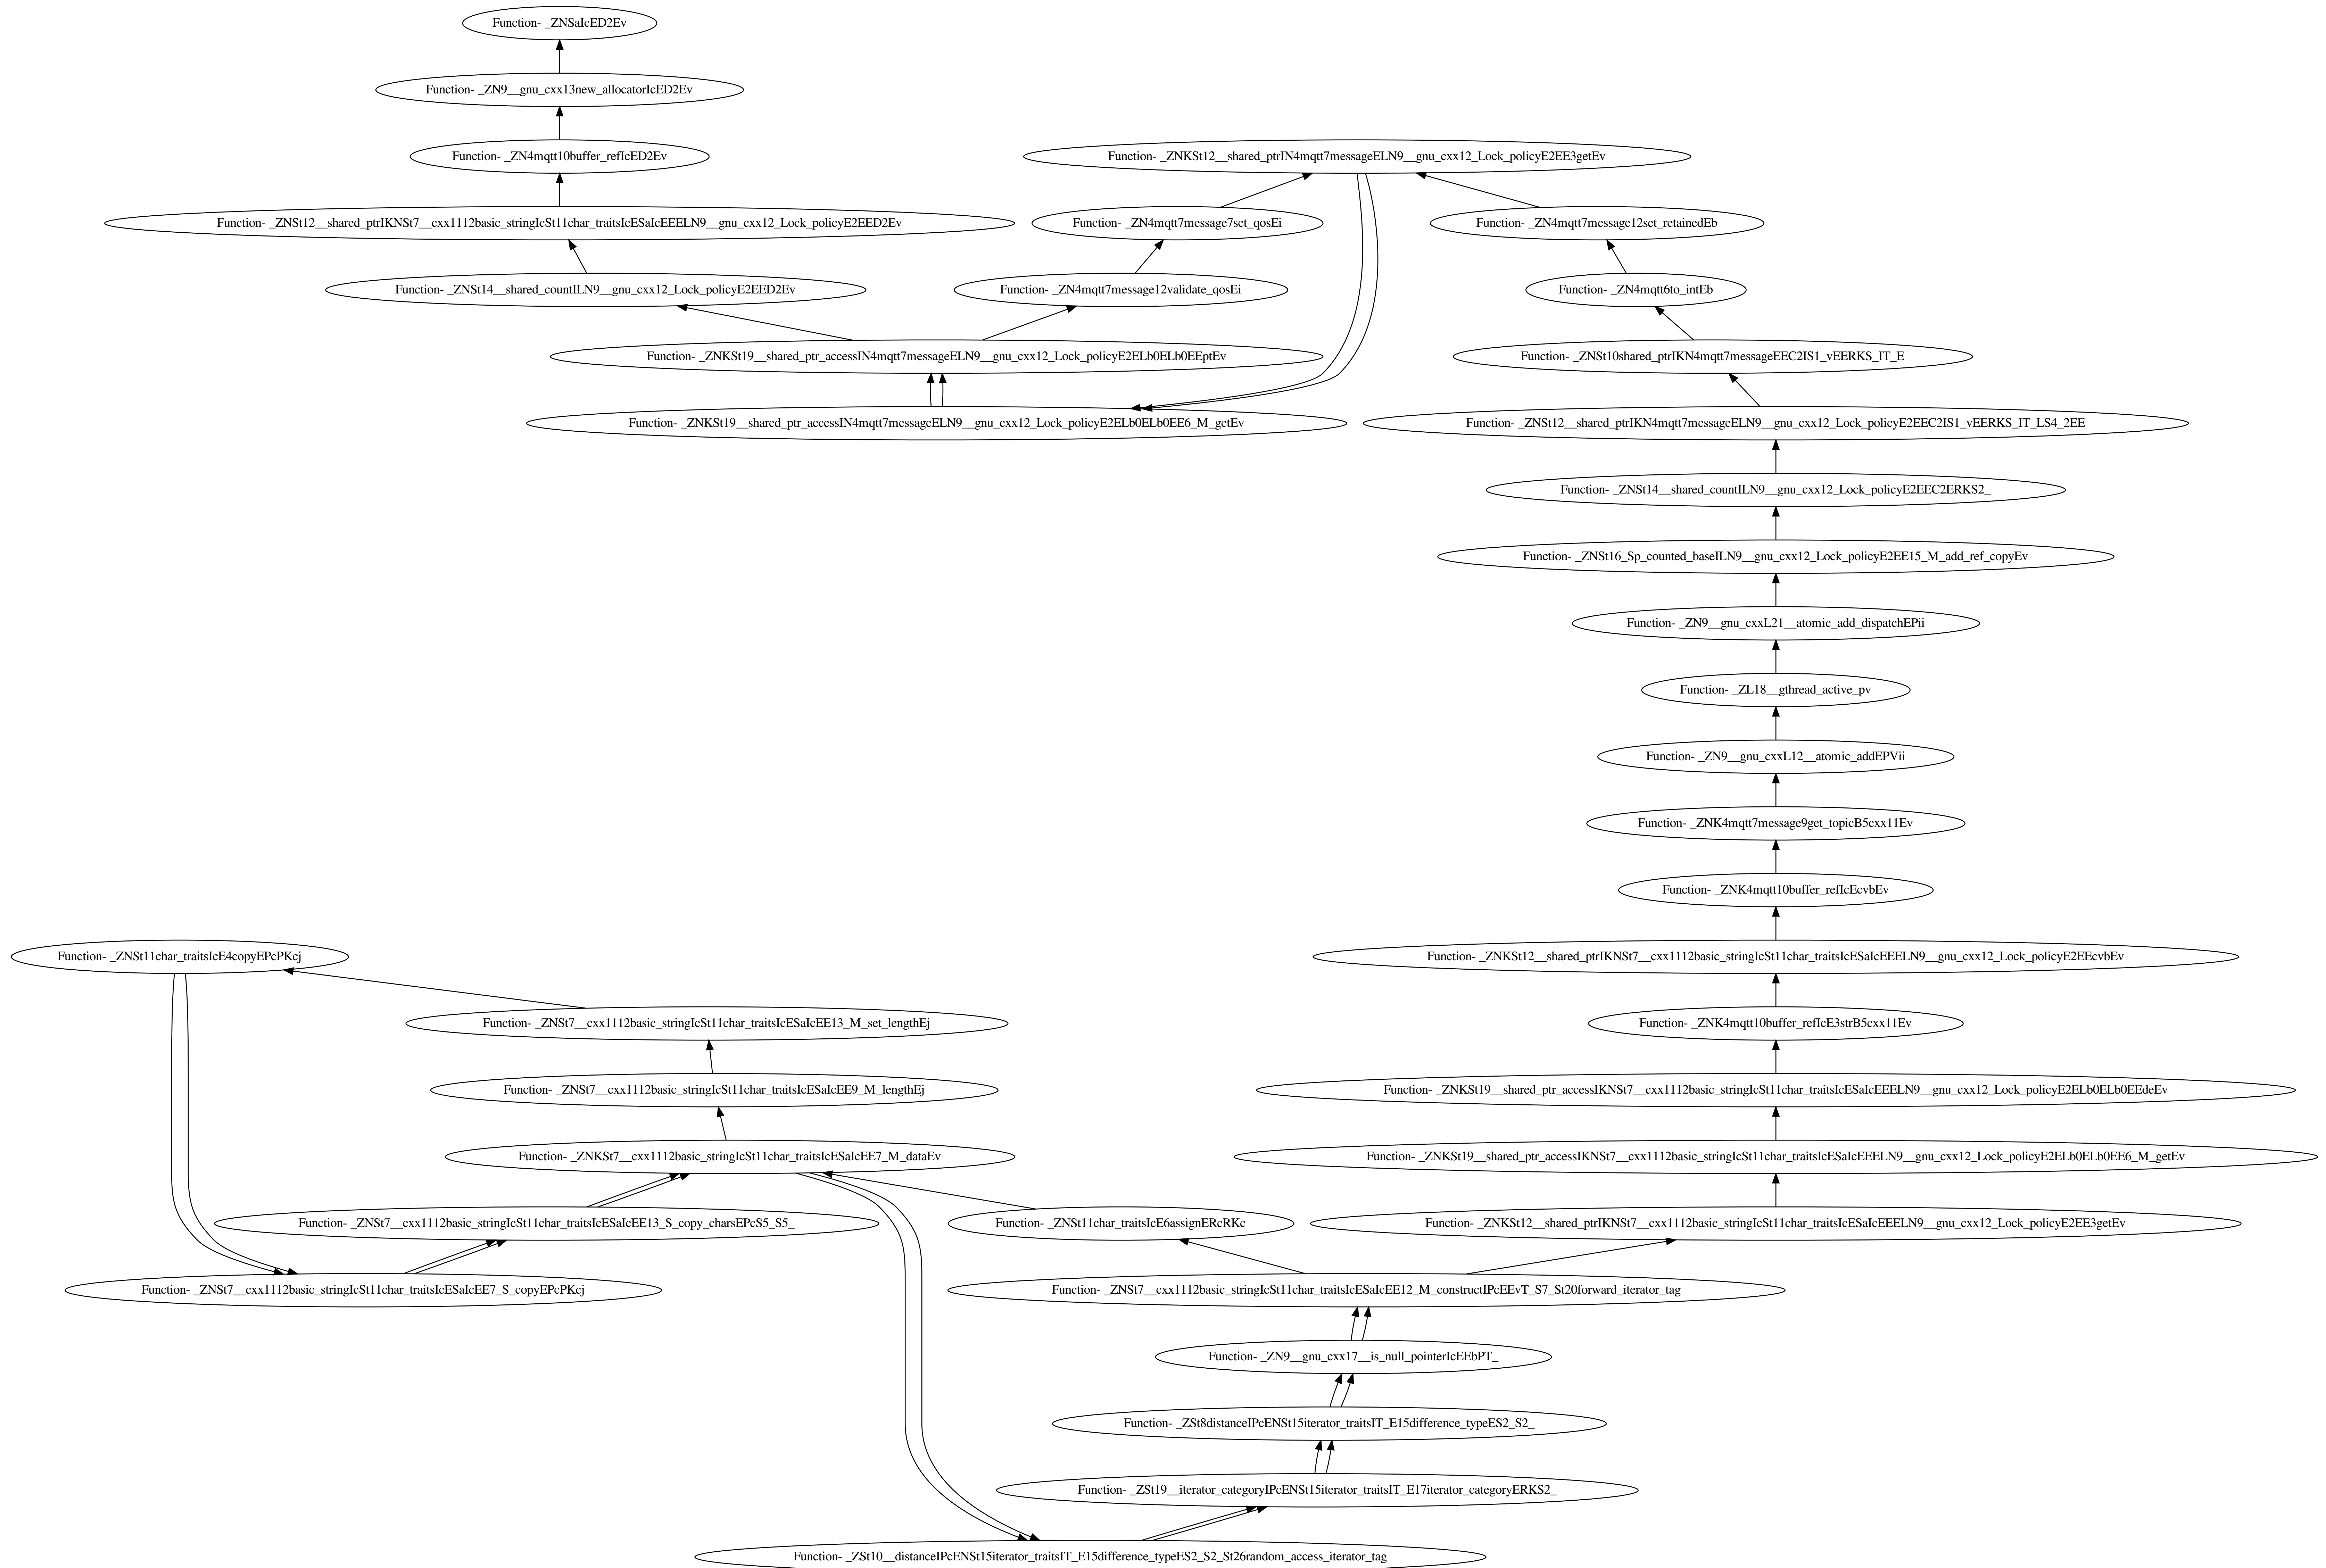 Function- _ZNSaIcED2Ev
Function- _ZN9__gnu_cxx13new_allocatorIcED2Ev
Function- _ZN4mqtt10buffer_refIcED2Ev
Function- _ZNKSt12__shared_ptrIN4mqtt7messageELN9__gnu_cxx12_Lock_policyE2EE3getEv
Function- _ZNSt12__shared_ptrIKNSt7__cxx1112basic_stringIcSt11char_traitsIcESaIcEEELN9__gnu_cxx12_Lock_policyE2EED2Ev
Function- _ZN4mqtt7message7set_qosEi
Function- _ZN4mqtt7message12set_retainedEb
Function- _ZNSt14__shared_countILN9__gnu_cxx12_Lock_policyE2EED2Ev
Function- _ZN4mqtt7message12validate_qosEi
Function- _ZN4mqtt6to_intEb
Function- _ZNKSt19__shared_ptr_accessIN4mqtt7messageELN9__gnu_cxx12_Lock_policyE2ELb0ELb0EEptEv
Function- _ZNSt10shared_ptrIKN4mqtt7messageEEC2IS1_vEERKS_IT_E
Function- _ZNKSt19__shared_ptr_accessIN4mqtt7messageELN9__gnu_cxx12_Lock_policyE2ELb0ELb0EE6_M_getEv
Function- _ZNSt12__shared_ptrIKN4mqtt7messageELN9__gnu_cxx12_Lock_policyE2EEC2IS1_vEERKS_IT_LS4_2EE
Function- _ZNSt14__shared_countILN9__gnu_cxx12_Lock_policyE2EEC2ERKS2_
Function- _ZNSt16_Sp_counted_baseILN9__gnu_cxx12_Lock_policyE2EE15_M_add_ref_copyEv
Function- _ZN9__gnu_cxxL21__atomic_add_dispatchEPii
Function- _ZL18__gthread_active_pv
Function- _ZN9__gnu_cxxL12__atomic_addEPVii
Function- _ZNK4mqtt7message9get_topicB5cxx11Ev
Function- _ZNK4mqtt10buffer_refIcEcvbEv
Function- _ZNSt11char_traitsIcE4copyEPcPKcj
Function- _ZNKSt12__shared_ptrIKNSt7__cxx1112basic_stringIcSt11char_traitsIcESaIcEEELN9__gnu_cxx12_Lock_policyE2EEcvbEv
Function- _ZNSt7__cxx1112basic_stringIcSt11char_traitsIcESaIcEE13_M_set_lengthEj
Function- _ZNK4mqtt10buffer_refIcE3strB5cxx11Ev
Function- _ZNSt7__cxx1112basic_stringIcSt11char_traitsIcESaIcEE9_M_lengthEj
Function- _ZNKSt19__shared_ptr_accessIKNSt7__cxx1112basic_stringIcSt11char_traitsIcESaIcEEELN9__gnu_cxx12_Lock_policyE2ELb0ELb0EEdeEv
Function- _ZNKSt7__cxx1112basic_stringIcSt11char_traitsIcESaIcEE7_M_dataEv
Function- _ZNKSt19__shared_ptr_accessIKNSt7__cxx1112basic_stringIcSt11char_traitsIcESaIcEEELN9__gnu_cxx12_Lock_policyE2ELb0ELb0EE6_M_getEv
Function- _ZNSt7__cxx1112basic_stringIcSt11char_traitsIcESaIcEE13_S_copy_charsEPcS5_S5_
Function- _ZNSt11char_traitsIcE6assignERcRKc
Function- _ZNKSt12__shared_ptrIKNSt7__cxx1112basic_stringIcSt11char_traitsIcESaIcEEELN9__gnu_cxx12_Lock_policyE2EE3getEv
Function- _ZNSt7__cxx1112basic_stringIcSt11char_traitsIcESaIcEE7_S_copyEPcPKcj
Function- _ZNSt7__cxx1112basic_stringIcSt11char_traitsIcESaIcEE12_M_constructIPcEEvT_S7_St20forward_iterator_tag
Function- _ZN9__gnu_cxx17__is_null_pointerIcEEbPT_
Function- _ZSt8distanceIPcENSt15iterator_traitsIT_E15difference_typeES2_S2_
Function- _ZSt19__iterator_categoryIPcENSt15iterator_traitsIT_E17iterator_categoryERKS2_
Function- _ZSt10__distanceIPcENSt15iterator_traitsIT_E15difference_typeES2_S2_St26random_access_iterator_tag